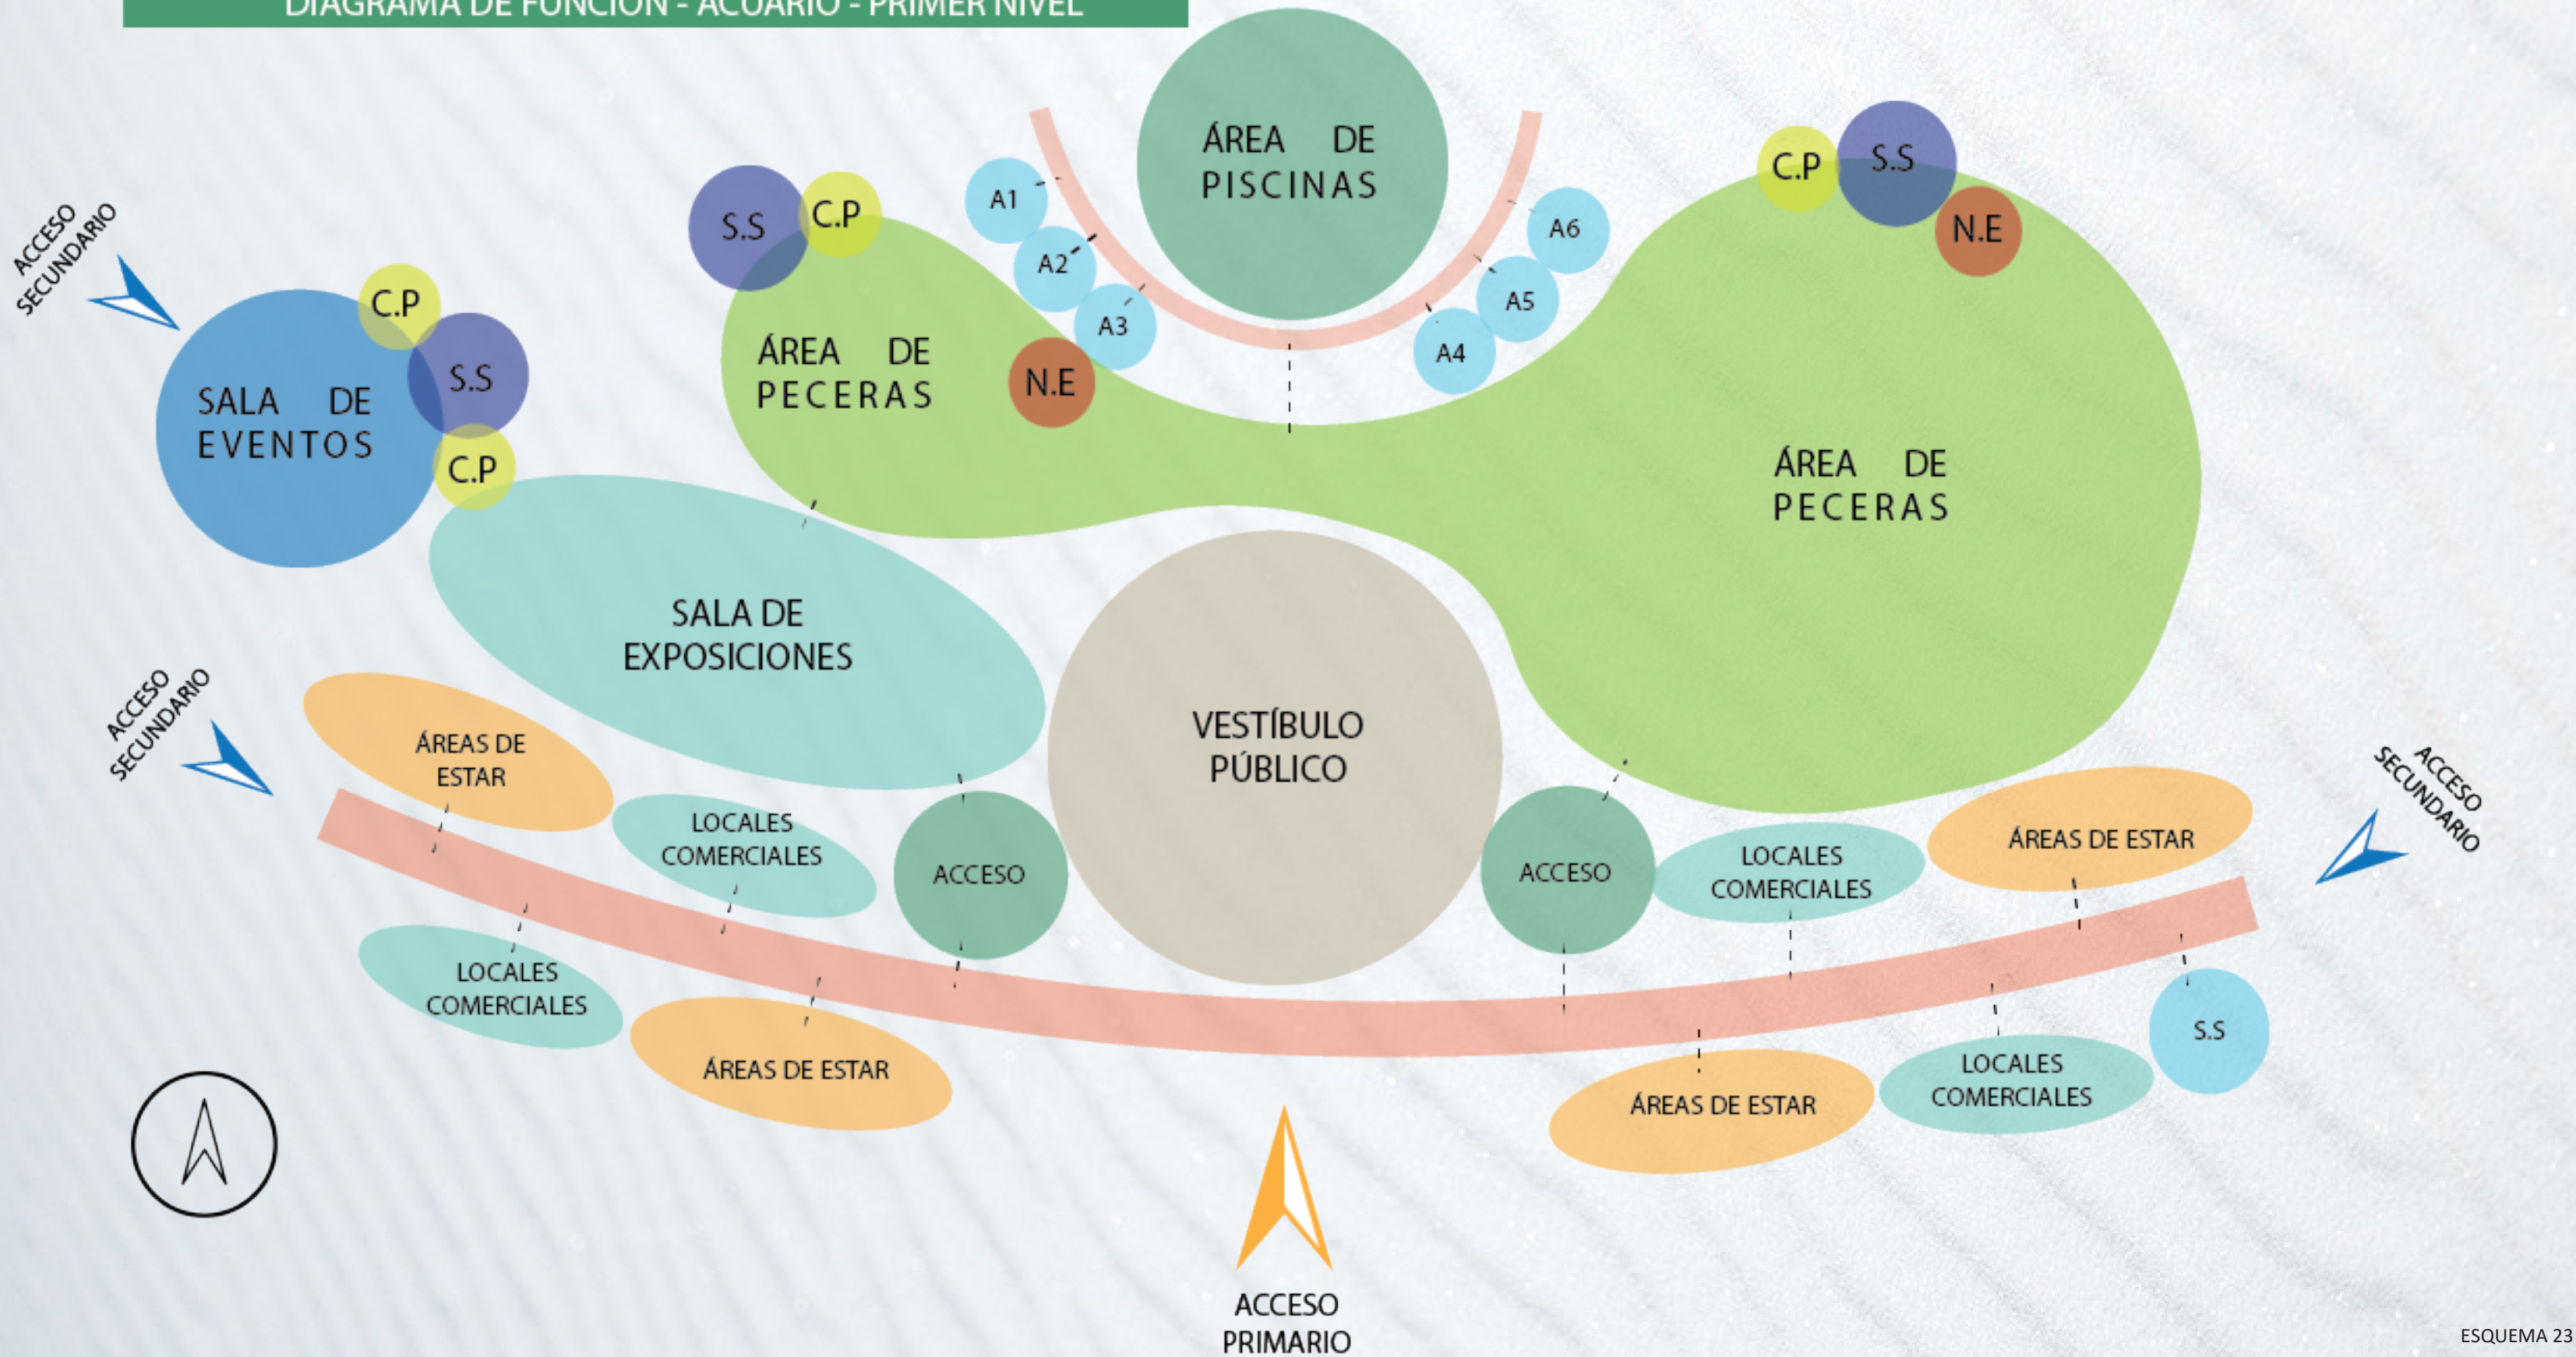 DIAGRAMA DE FUNCIÓN - ACUARIO - PRIMER NIVEL
ÁREA DE
PISCINAS
C.P
S.S
N.E
S.S
C.P
A1
A2
A3
A4
A5
A6
ACCESO
SECUNDARIO
C.P
S.S
C.P
SALA DE
EVENTOS
ÁREA DE
PECERAS
N.E
ÁREA DE
PECERAS
SALA DE
EXPOSICIONES
VESTÍBULO
PÚBLICO
ACCESO
SECUNDARIO
ÁREAS DE
ESTAR
LOCALES
COMERCIALES
ACCESO
ACCESO
LOCALES
COMERCIALES
ÁREAS DE ESTAR
ACCESO
SECUNDARIO
LOCALES
COMERCIALES
ÁREAS DE ESTAR
ÁREAS DE ESTAR
LOCALES
COMERCIALES
S.S
ACCESO
PRIMARIO
ESQUEMA 23